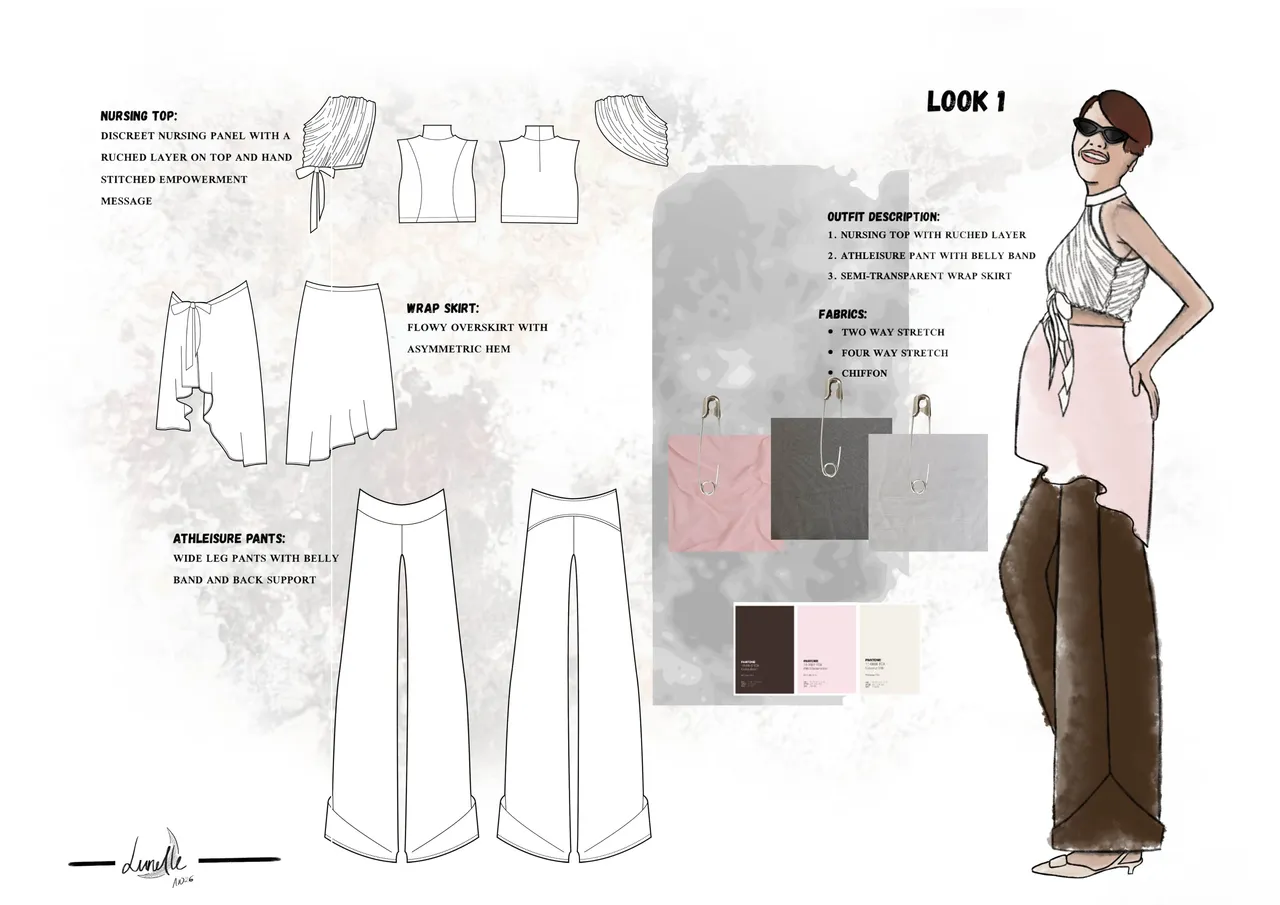 LOOK 1
NURSING TOP:
DISCREET NURSING PANEL WITH A
RUCHED LAYER ON TOP AND HAND
STITCHED EMPOWERMENT
MESSAGE
OUTFIT DESCRIPTION:
1. NURSING TOP WITH RUCHED LAYER
2. ATHLEISURE PANT WITH BELLY BAND
3. SEMI-TRANSPARENT WRAP SKIRT
WRAP SKIRT:
FLOWY OVERSKIRT WITH
ASYMMETRIC HEM
FABRICS:
• TWO WAY STRETCH
• FOUR WAY STRETCH
• CHIFFON
ATHLEISURE PANTS:
WIDE LEG PANTS WITH BELLY
BAND AND BACK SUPPORT
PANTONE
PANTONE
PANTONE
Lunelle